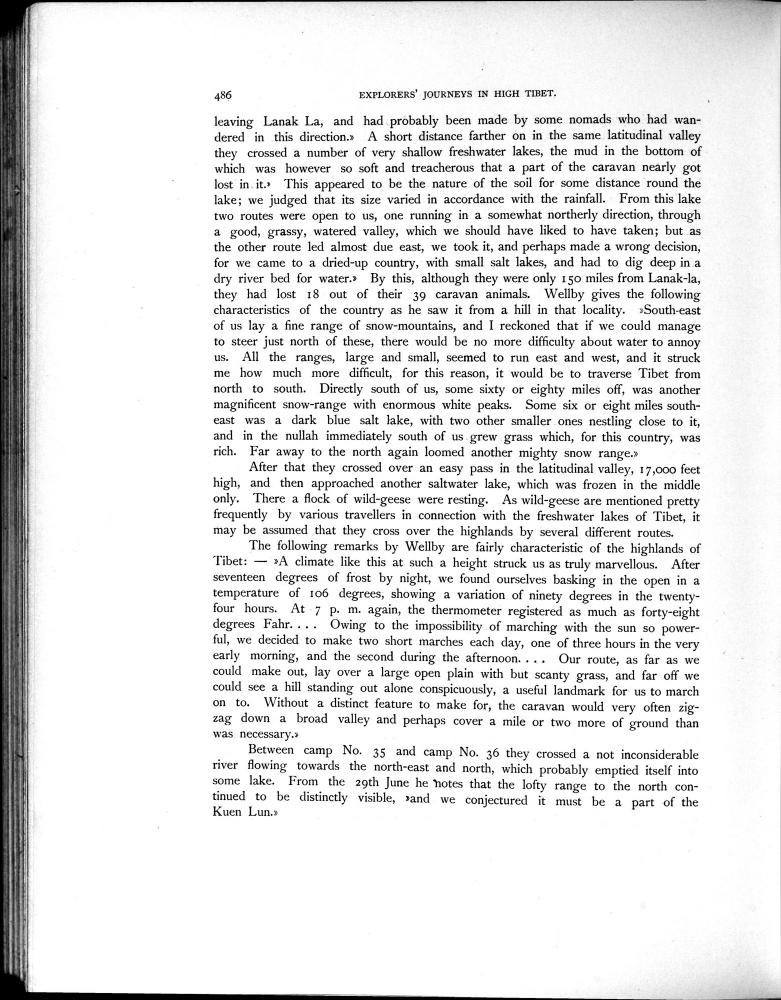 486 EXPLORERS' JOURNEYS IN HIGH TIBET.
leaving Lanak La, and had probably been made by some nomads who had wan-
dered in this direction.» A short distance farther on in the same latitudinal valley
they crossed a number of very shallow freshwater lakes, the mud in the bottom of
which was however so soft and treacherous that a part of the caravan nearly got
lost in it.» This appeared to be the nature of the soil for some distance round the
lake; we judged that its size varied in accordance with the rainfall. From this lake
two routes were open to us, one running in a somewhat northerly direction, through
a good, grassy, watered valley, which we should have liked to have taken; but as
the other route led almost due east, we took it, and perhaps made a wrong decision,
for we came to a dried-up country, with small salt lakes, and had to dig deep in a
dry river bed for water.» By this, although they were only 150 miles from Lanak-la,
they had lost 18 out of their 39 caravan animals. Wellby gives the following
characteristics of the country as he saw it from a hill in that locality. »South-east
of us lay a fine range of snow-mountains, and I reckoned that if we could manage
to steer just north of these, there would be no more difficulty about water to annoy
us. All the ranges, large and small, seemed to run east and west, and it struck
me how much more difficult, for this reason, it would be to traverse Tibet from
north to south. Directly south of us, some sixty or eighty miles off, was another
magnificent snow-range with enormous white peaks. Some six or eight miles south-
east was a dark blue salt lake, with two other smaller ones nestling close to it,
and in the nullah immediately south of us grew grass which, for this country, was
rich. Far away to the north again loomed another mighty snow range.»
After that they crossed over an easy pass in the latitudinal valley, 17,000 feet
high, and then approached another saltwater lake, which was frozen in the middle
only. There a flock of wild-geese were resting. As wild-geese are mentioned pretty
frequently by various travellers in connection with the freshwater lakes of Tibet, it
may be assumed that they cross over the highlands by several different routes.
The following remarks by Wellby are fairly characteristic of the highlands of
Tibet: — »A climate like this at such a height struck us as truly marvellous. After
seventeen degrees of frost by night, we found ourselves basking in the open in a
temperature of 106 degrees, showing a variation of ninety degrees in the twenty-
four hours. At 7 p. m. again, the thermometer registered as much as forty-eight
degrees Fahr. . . . Owing to the impossibility of marching with the sun so power-
ful, we decided to make two short marches each day, one of three hours in the very
early morning, and the second during the afternoon. . . . Our route, as far as we
could make out, lay over a large open plain with but scanty grass, and far off we
could see a hill standing out alone conspicuously, a useful landmark for us to march
on to. Without a distinct feature to make for, the caravan would very often zig-
zag down a broad valley and perhaps cover a mile or two more of ground than
was necessary.»
Between camp No. 35 and camp No. 36 they crossed a not inconsiderable
river flowing towards the north-east and north, which probably emptied itself into
some lake. From the 29th June he notes that the lofty range to the north con-
tinued to be distinctly visible, »and we conjectured it must be a part of the
Kuen Lun.»